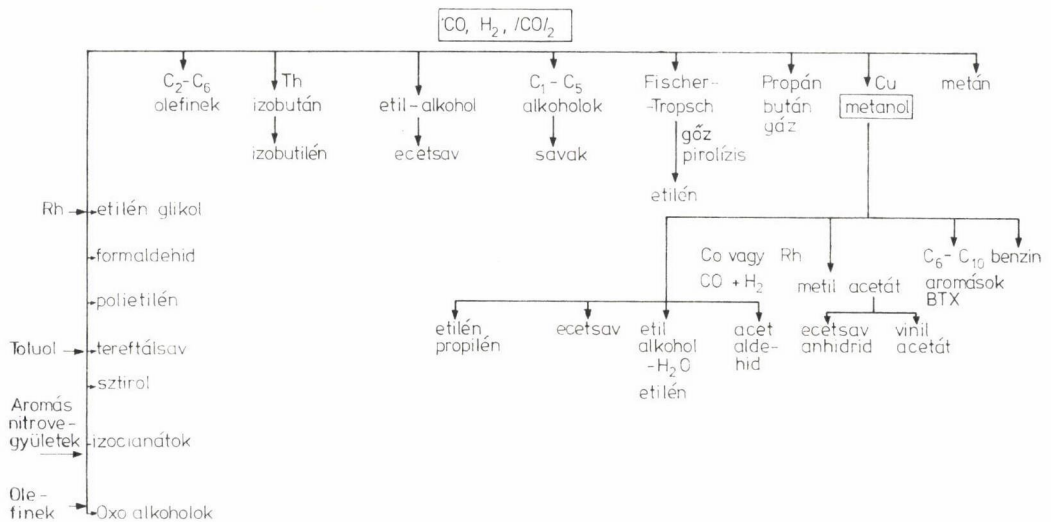 CO, H₂, /CO/₂
C₂-C₆
olefinek
Th
izobután
izobutilén
etil-alkohol
ecetsav
C₁-C₅
alkoholok
savak
Fischer-
-Tropsch
gőz
pirolízis
etilén
Propán
bután
gáz
Cu
metanol
metán
Rh
etilén glikol
formaldehid
polietilén
Toluol
tereftálsav
sztirol
Aromás
nitrove-
gyületek
izocianátok
Ole-
finek
Oxo alkoholok
Co vagy Rh
CO + H₂
metil acetát
C₆-C₁₀
aromások
BTX
benzin
etilén
propilén
ecetsav
etil
alkohol
-H₂O
etilén
acet
alde-
hid
ecetsav
anhidrid
vinil
acetát